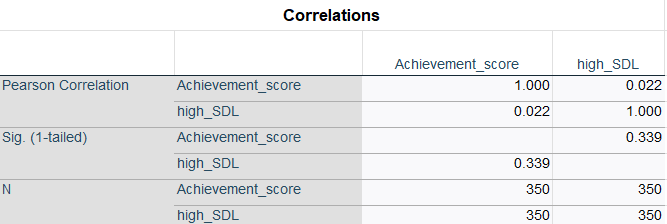 Correlations
Achievement_score high_SDL
Pearson Correlation Achievement_score 1.000 0.022
high_SDL 0.022 1.000
Sig. (1-tailed) Achievement_score 0.339
high_SDL 0.339
N Achievement_score 350 350
high_SDL 350 350